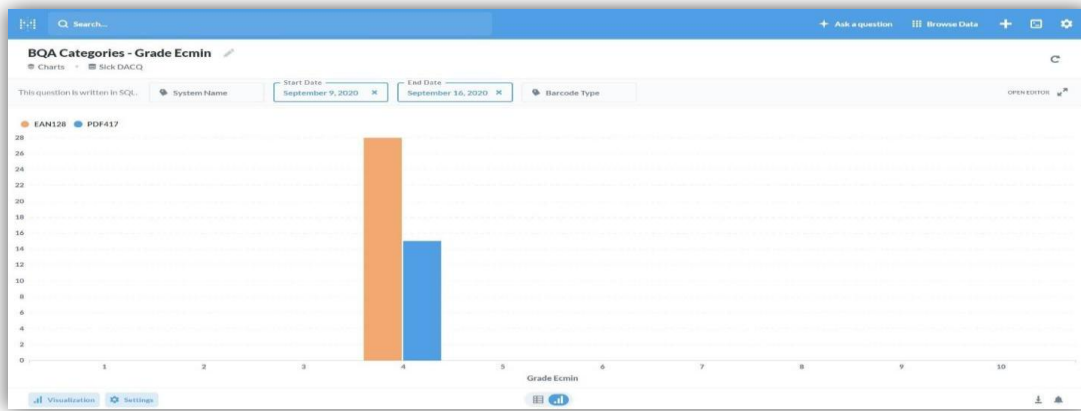 Search...
Ask a question Browse Data
BQA Categories - Grade Ecmin
Charts Sick DACQ
This question is written in SQL. System Name Start Date September 9, 2020 End Date September 16, 2020 Barcode Type OPEN EDITOR
EAN128 PDF417
28
26
24
22
20
18
16
14
12
10
8
6
4
2
0
1 2 3 4 5 6 7 8 9 10
Grade Ecmin
Visualization Settings